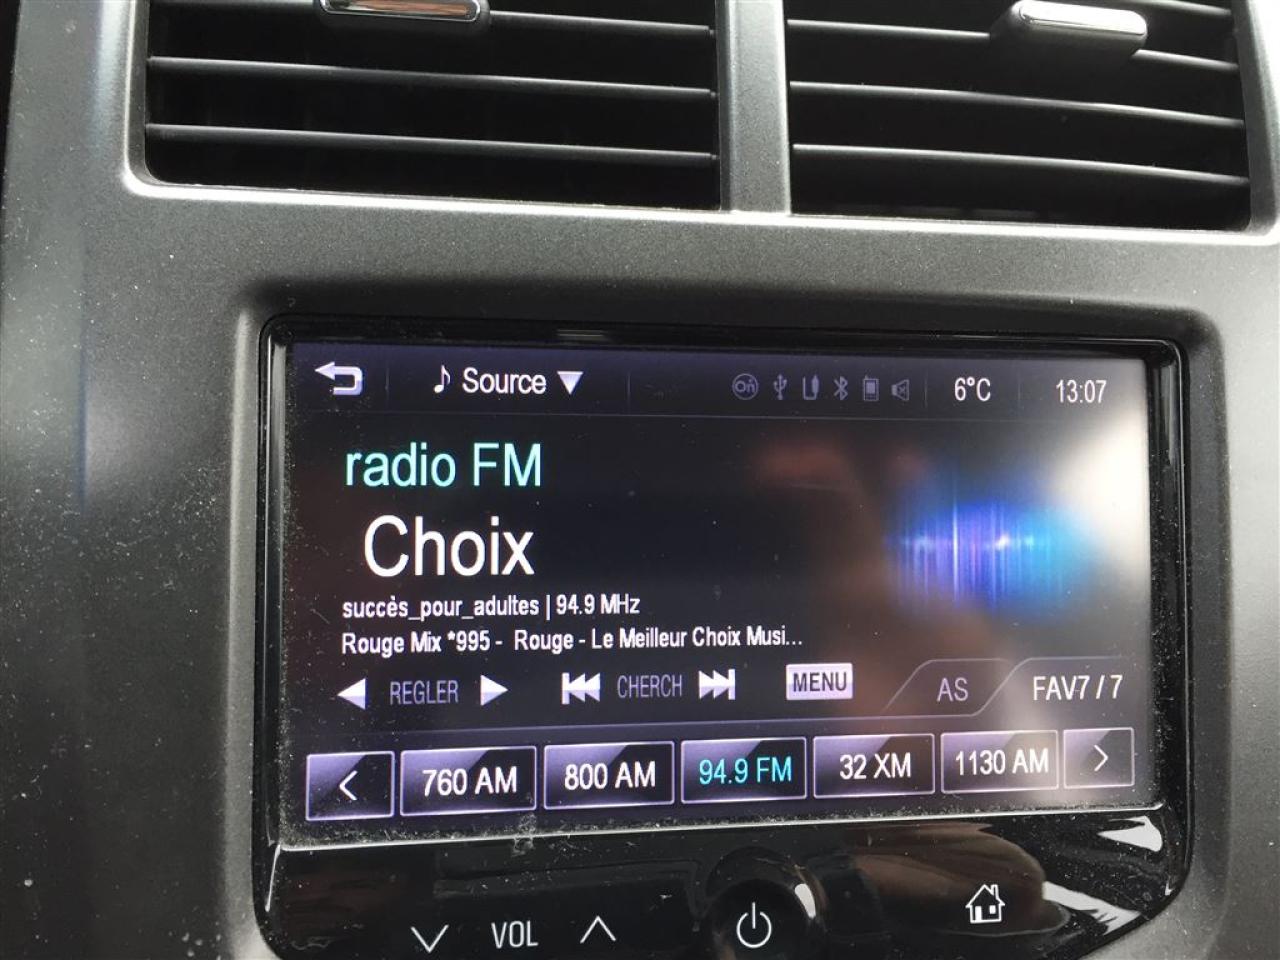 Source
6°C
13:07
radio FM
Choix
succès_pour_adultes | 94.9 MHz
Rouge Mix *995 - Rouge - Le Meilleur Choix Musi...
REGLER
CHERCH
MENU
AS
FAV7 / 7
760 AM
800 AM
94.9 FM
32 XM
1130 AM
VOL